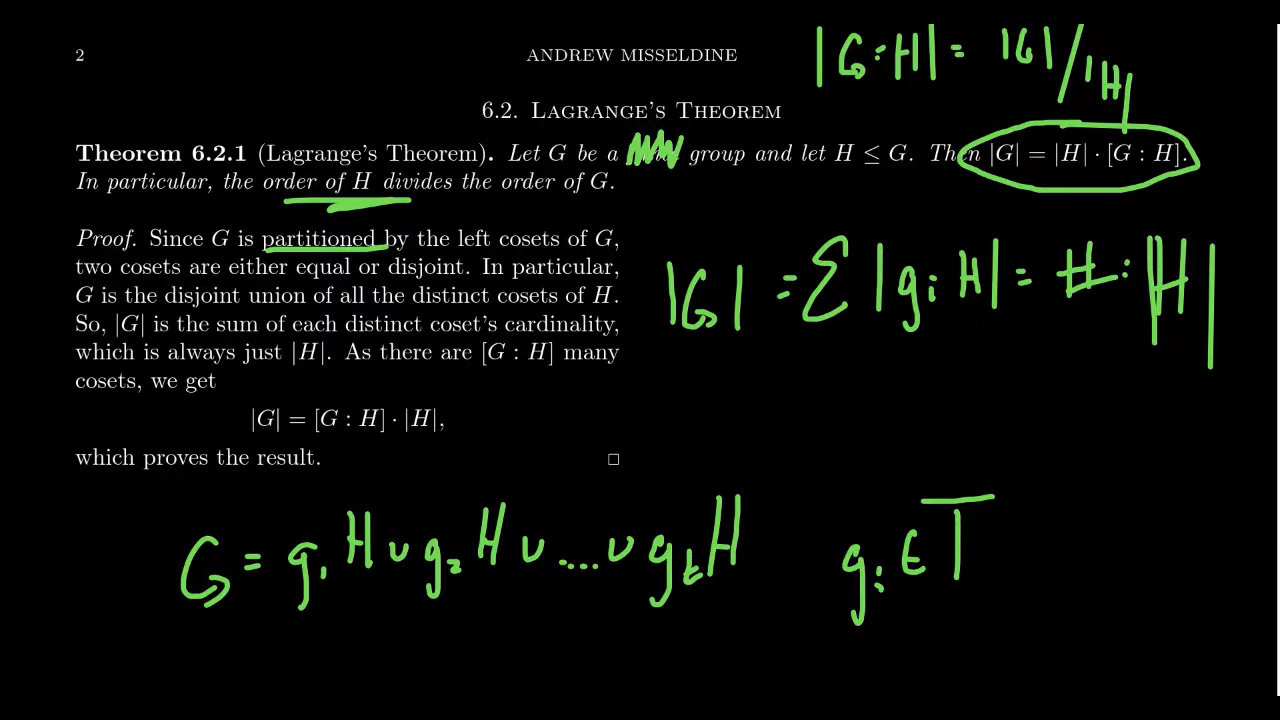 2 ANDREW MISSELDINE
|G:H| = |G|/|H|
6.2. LAGRANGE'S THEOREM
Theorem 6.2.1 (Lagrange's Theorem). Let G be a group and let H ≤ G. Then |G| = |H| · [G : H].
In particular, the order of H divides the order of G.
Proof. Since G is partitioned by the left cosets of G,
two cosets are either equal or disjoint. In particular,
G is the disjoint union of all the distinct cosets of H.
So, |G| is the sum of each distinct coset's cardinality,
which is always just |H|. As there are [G : H] many
cosets, we get
|G| = [G : H] · |H|,
which proves the result. □
|G| = Σ |gᵢH| = # · |H|
G = g₁H ∪ g₂H ∪ .... ∪ gₜH
gᵢ ∈ T